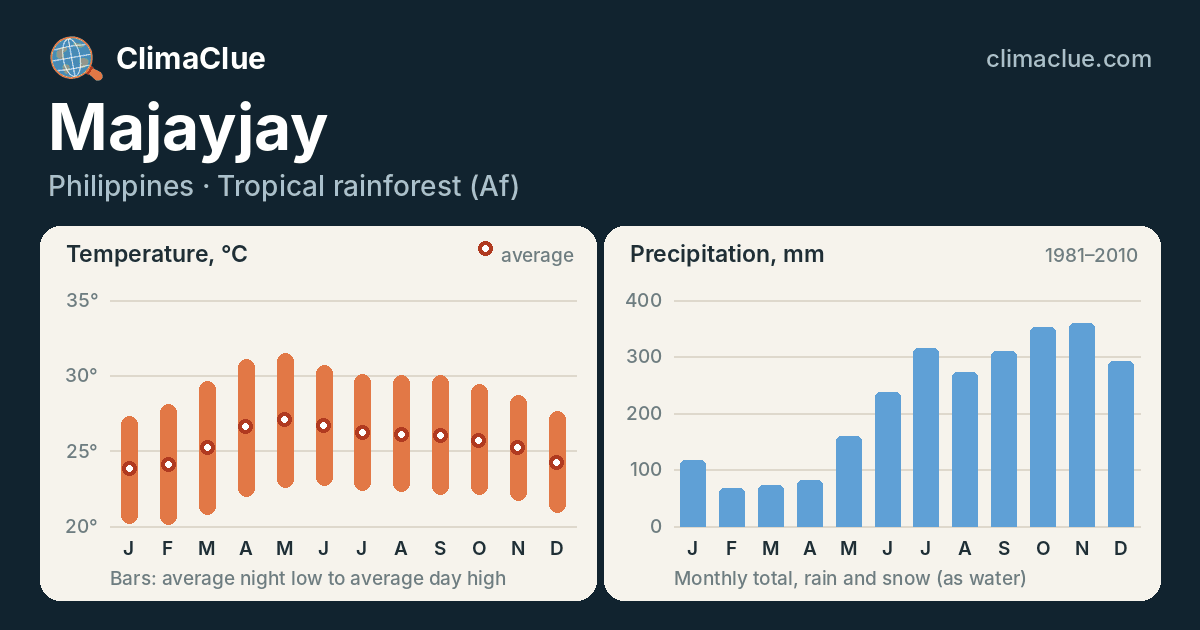 ClimaClue
climaclue.com
Majayjay
Philippines · Tropical rainforest (Af)
Temperature, °C
average
35°
30°
25°
20°
J F M A M J J A S O N D
Bars: average night low to average day high
Precipitation, mm
1981–2010
400
300
200
100
0
J F M A M J J A S O N D
Monthly total, rain and snow (as water)